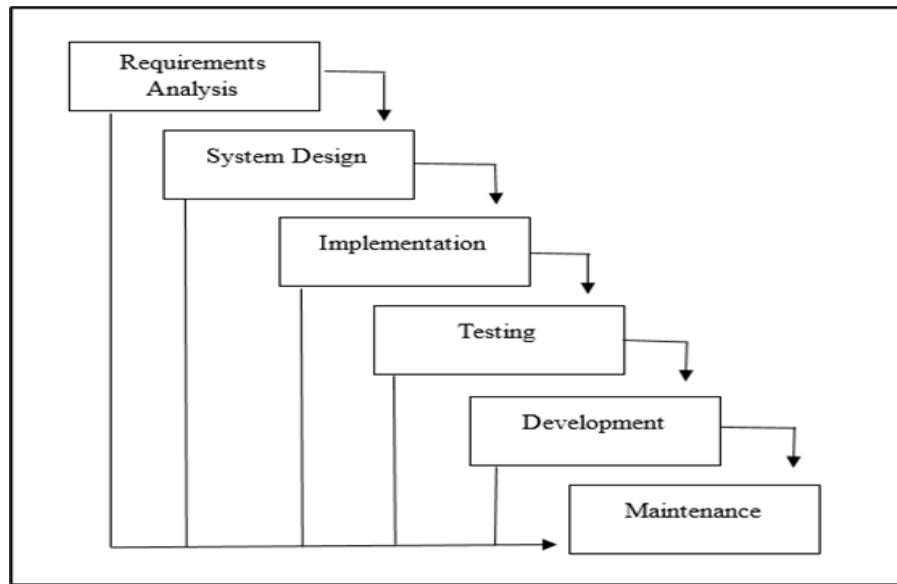 Requirements
Analysis
System Design
Implementation
Testing
Development
Maintenance